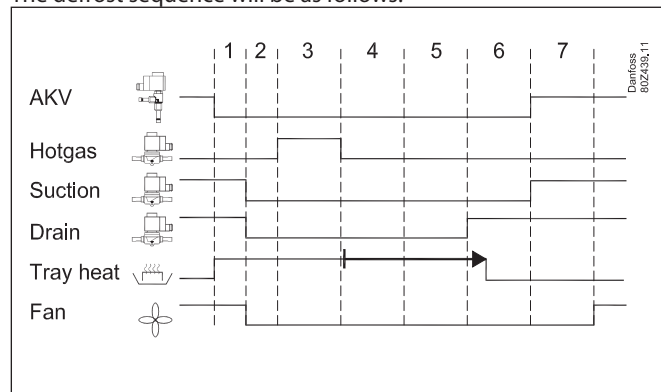 The defrost sequence will be as follows:
1 2 3 4 5 6 7
Danfoss
80Z439.11
AKV
Hotgas
Suction
Drain
Tray heat
Fan